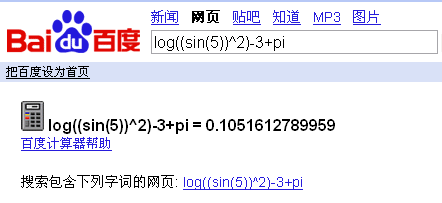 新闻 网页 贴吧 知道 MP3 图片
Bai du 百度
log((sin(5))^2)-3+pi
把百度设为首页
log((sin(5))^2)-3+pi = 0.1051612789959
百度计算器帮助
搜索包含下列字词的网页: log((sin(5))^2)-3+pi